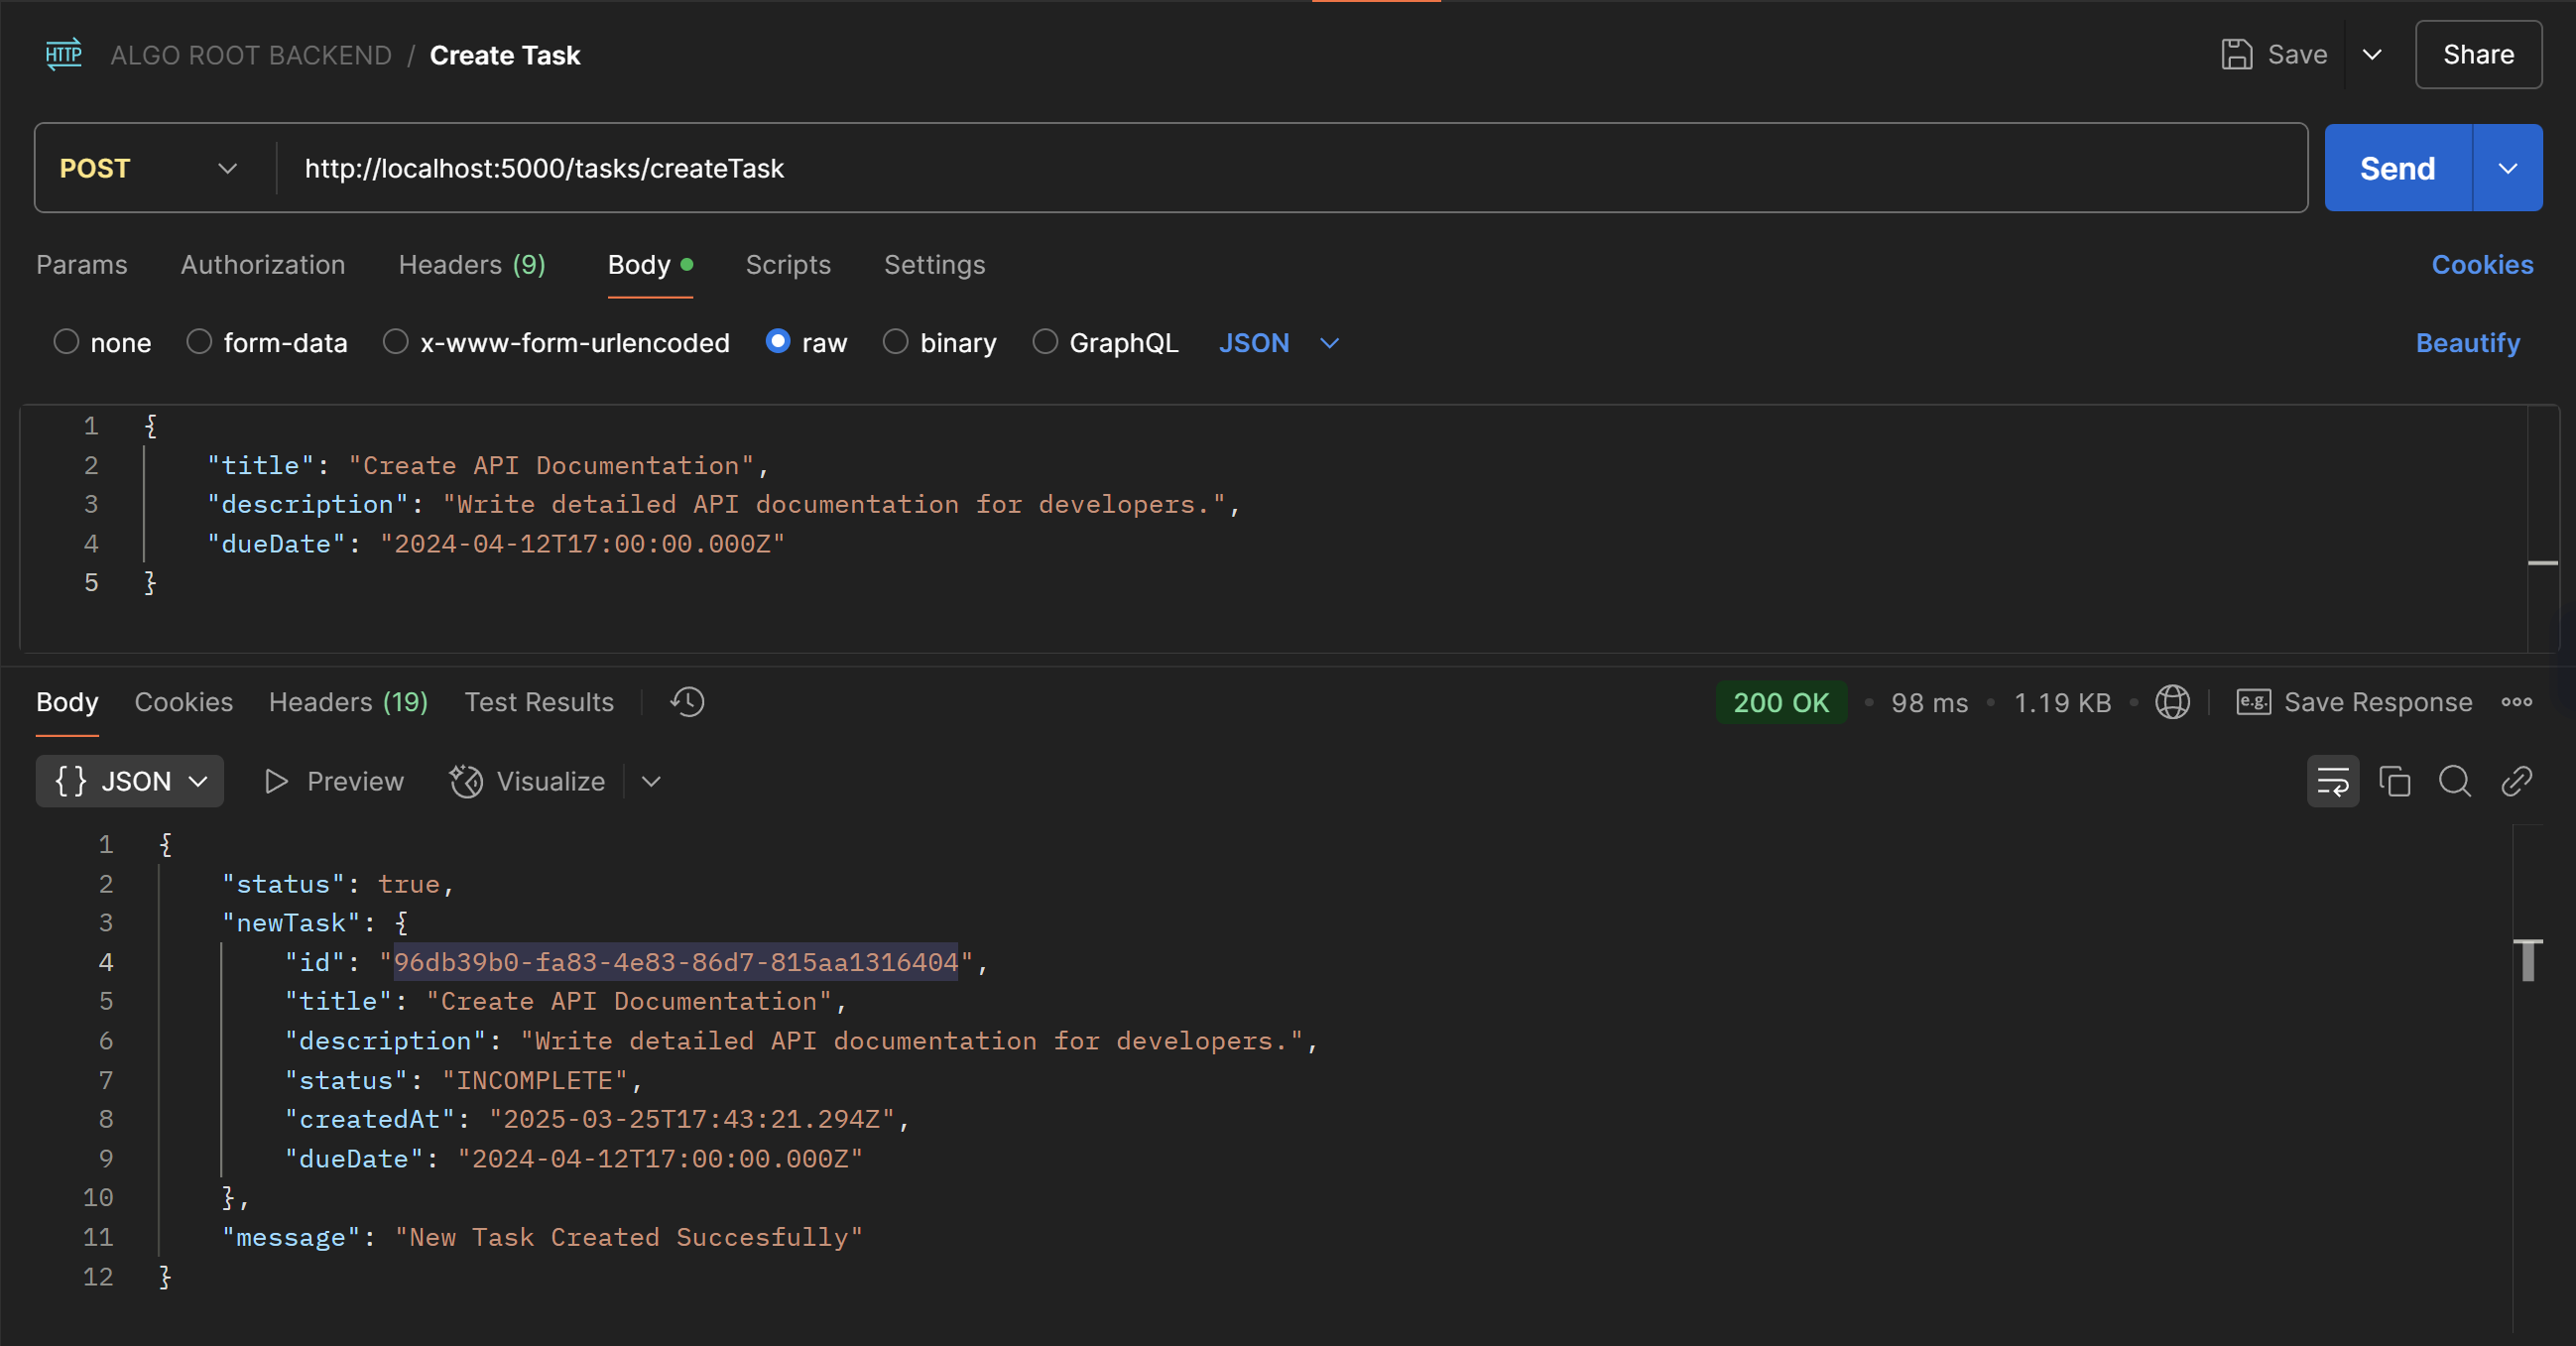 HTTP ALGO ROOT BACKEND / Create Task Save Share
POST http://localhost:5000/tasks/createTask Send
Params Authorization Headers (9) Body Scripts Settings Cookies
none form-data x-www-form-urlencoded raw binary GraphQL JSON Beautify
1 {
2 "title": "Create API Documentation",
3 "description": "Write detailed API documentation for developers.",
4 "dueDate": "2024-04-12T17:00:00.000Z"
5 }
Body Cookies Headers (19) Test Results 200 OK • 98 ms • 1.19 KB • e.g. Save Response
{} JSON Preview Visualize
1 {
2 "status": true,
3 "newTask": {
4 "id": "96db39b0-fa83-4e83-86d7-815aa1316404",
5 "title": "Create API Documentation",
6 "description": "Write detailed API documentation for developers.",
7 "status": "INCOMPLETE",
8 "createdAt": "2025-03-25T17:43:21.294Z",
9 "dueDate": "2024-04-12T17:00:00.000Z"
10 },
11 "message": "New Task Created Succesfully"
12 }